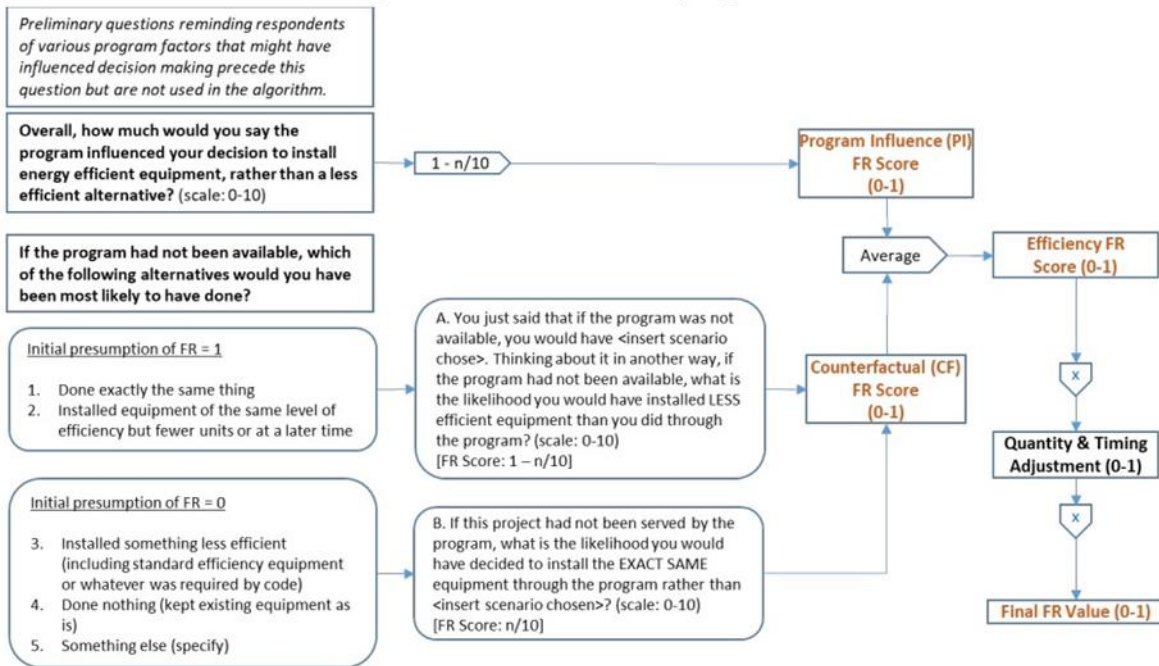 Preliminary questions reminding respondents
of various program factors that might have
influenced decision making precede this
question but are not used in the algorithm.
Overall, how much would you say the
program influenced your decision to install
energy efficient equipment, rather than a less
efficient alternative? (scale: 0-10)
1 - n/10
Program Influence (PI)
FR Score
(0-1)
If the program had not been available, which
of the following alternatives would you have
been most likely to have done?
Average
Efficiency FR
Score (0-1)
Initial presumption of FR = 1
1. Done exactly the same thing
2. Installed equipment of the same level of
efficiency but fewer units or at a later time
A. You just said that if the program was not
available, you would have <insert scenario
chose>. Thinking about it in another way, if
the program had not been available, what is
the likelihood you would have installed LESS
efficient equipment than you did through
the program? (scale: 0-10)
[FR Score: 1 – n/10]
Counterfactual (CF)
FR Score
(0-1)
x
Quantity & Timing
Adjustment (0-1)
x
Initial presumption of FR = 0
3. Installed something less efficient
(including standard efficiency equipment
or whatever was required by code)
4. Done nothing (kept existing equipment as
is)
5. Something else (specify)
B. If this project had not been served by the
program, what is the likelihood you would
have decided to install the EXACT SAME
equipment through the program rather than
<insert scenario chosen>? (scale: 0-10)
[FR Score: n/10]
Final FR Value (0-1)